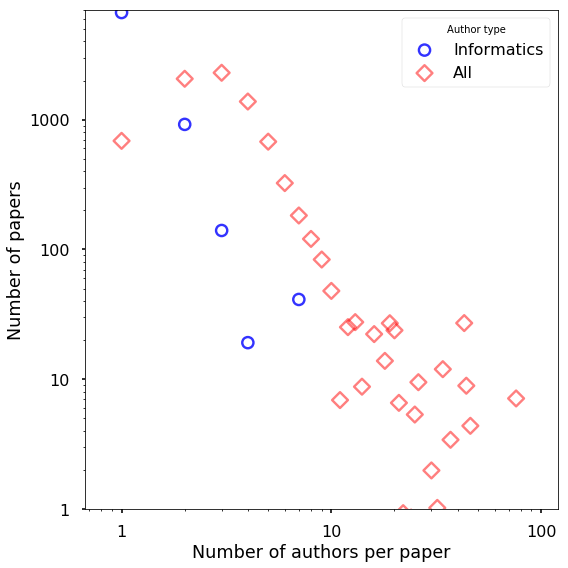 Author type
Informatics
All
Number of papers
1000
100
10
1
1 10 100
Number of authors per paper